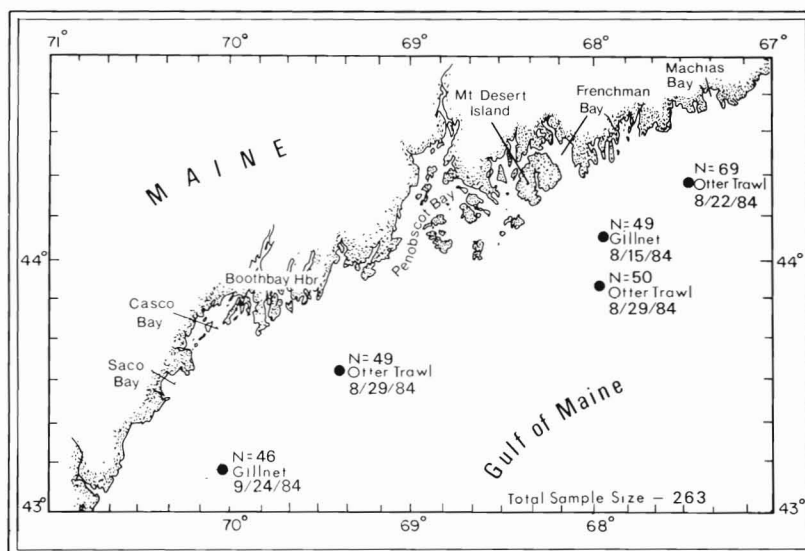 71°
70°
69°
68°
67°
Machias
Bay
Frenchman
Bay
Mt Desert
Island
MAINE
N=69
Otter Trawl
8/22/84
Penobscot Bay
N=49
Gillnet
8/15/84
44°
44°
N=50
Otter Trawl
8/29/84
Boothbay Hbr
Casco
Bay
Saco
Bay
N=49
Otter Trawl
8/29/84
Gulf of Maine
N=46
Gillnet
9/24/84
Total Sample Size - 263
43°
43°
70°
69°
68°
67°